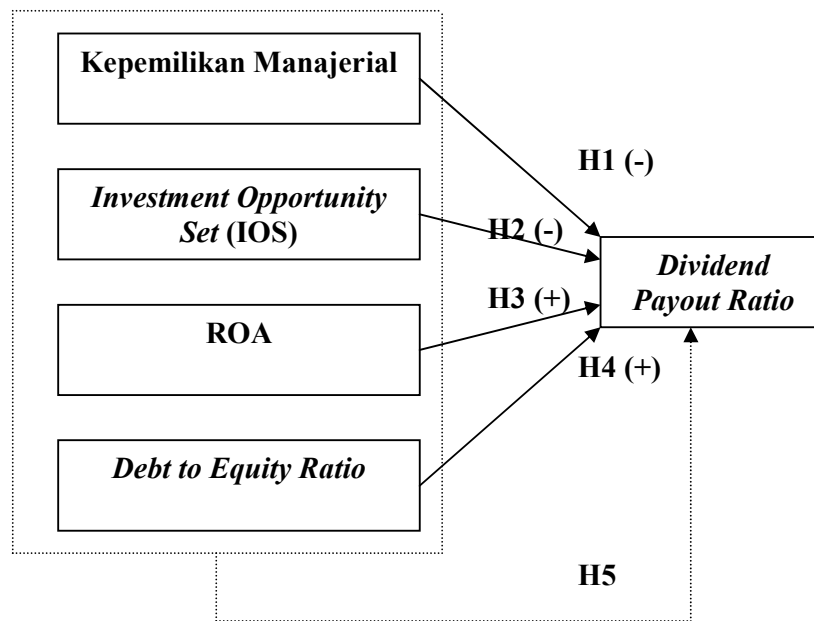 Kepemilikan Manajerial
H1 (-)
Investment Opportunity
Set (IOS)
H2 (-)
Dividend
Payout Ratio
H3 (+)
ROA
H4 (+)
Debt to Equity Ratio
H5